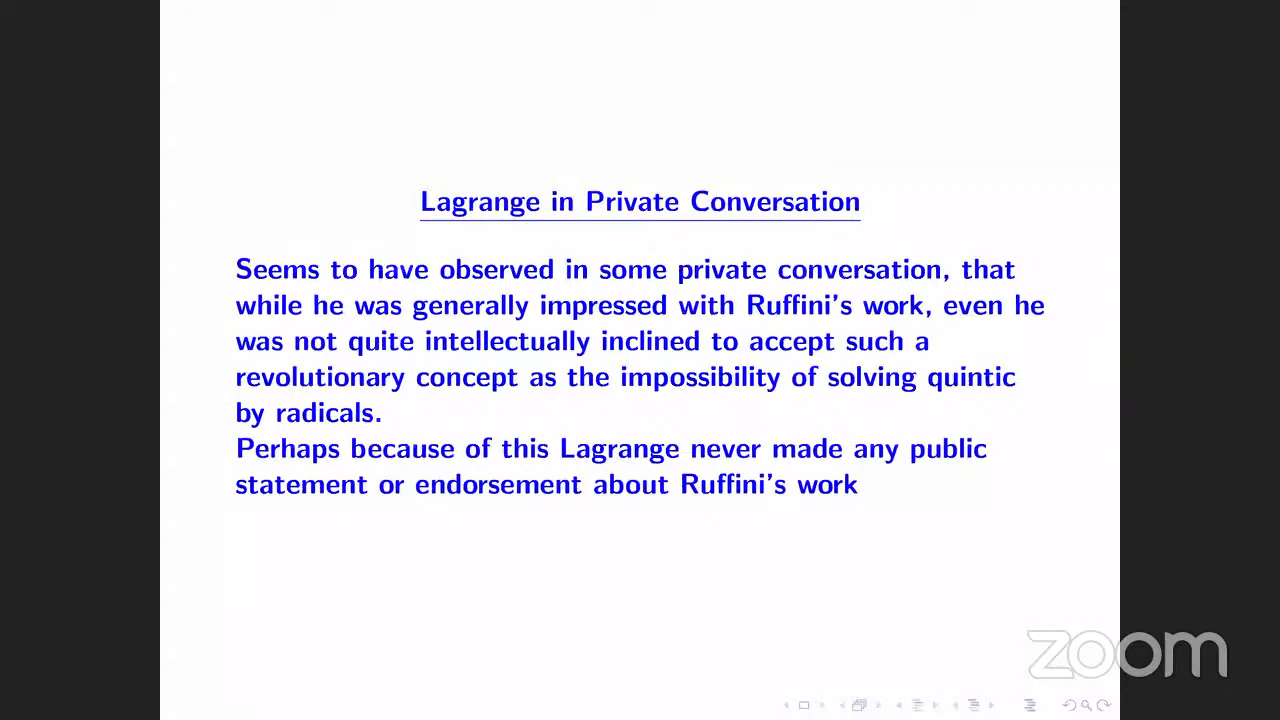 Lagrange in Private Conversation
Seems to have observed in some private conversation, that
while he was generally impressed with Ruffini's work, even he
was not quite intellectually inclined to accept such a
revolutionary concept as the impossibility of solving quintic
by radicals.
Perhaps because of this Lagrange never made any public
statement or endorsement about Ruffini's work
zoom